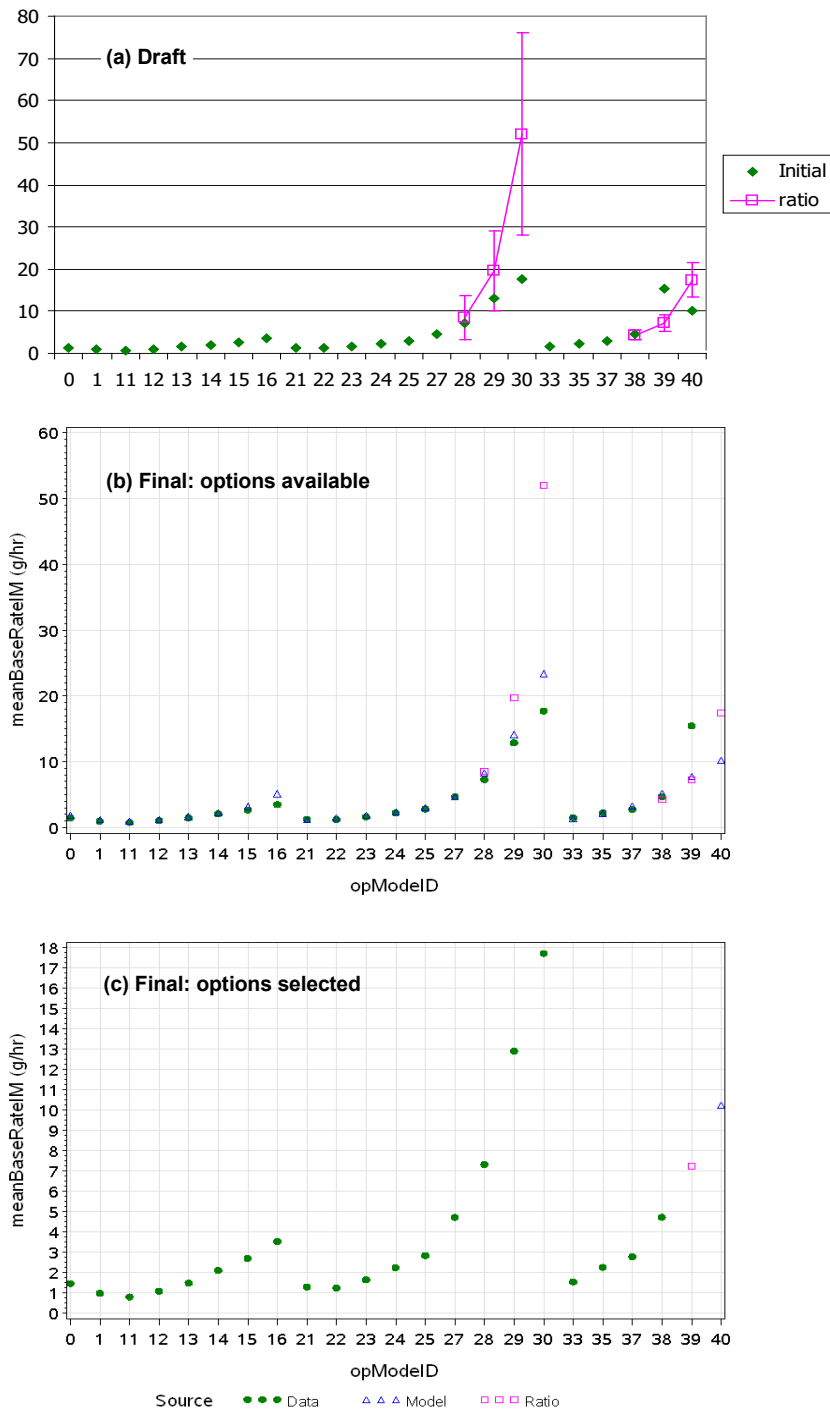 80
(a) Draft
70
60
50
40
30
20
10
0
0 1 11 12 13 14 15 16 21 22 23 24 25 27 28 29 30 33 35 37 38 39 40
Initial
ratio
60
(b) Final: options available
50
40
30
20
10
0
meanBaseRateIM (g/hr)
0 1 11 12 13 14 15 16 21 22 23 24 25 27 28 29 30 33 35 37 38 39 40
opModeID
18
17
(c) Final: options selected
16
15
14
13
12
11
10
9
8
7
6
5
4
3
2
1
0
meanBaseRateIM (g/hr)
0 1 11 12 13 14 15 16 21 22 23 24 25 27 28 29 30 33 35 37 38 39 40
opModeID
Source Data Model Ratio